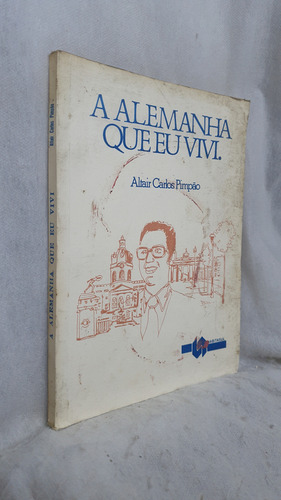 A ALEMANHA
QUE EU VIVI.
Altair Carlos Pimpão
A ALEMANHA QUE EU VIVI Altair Carlos Pimpão